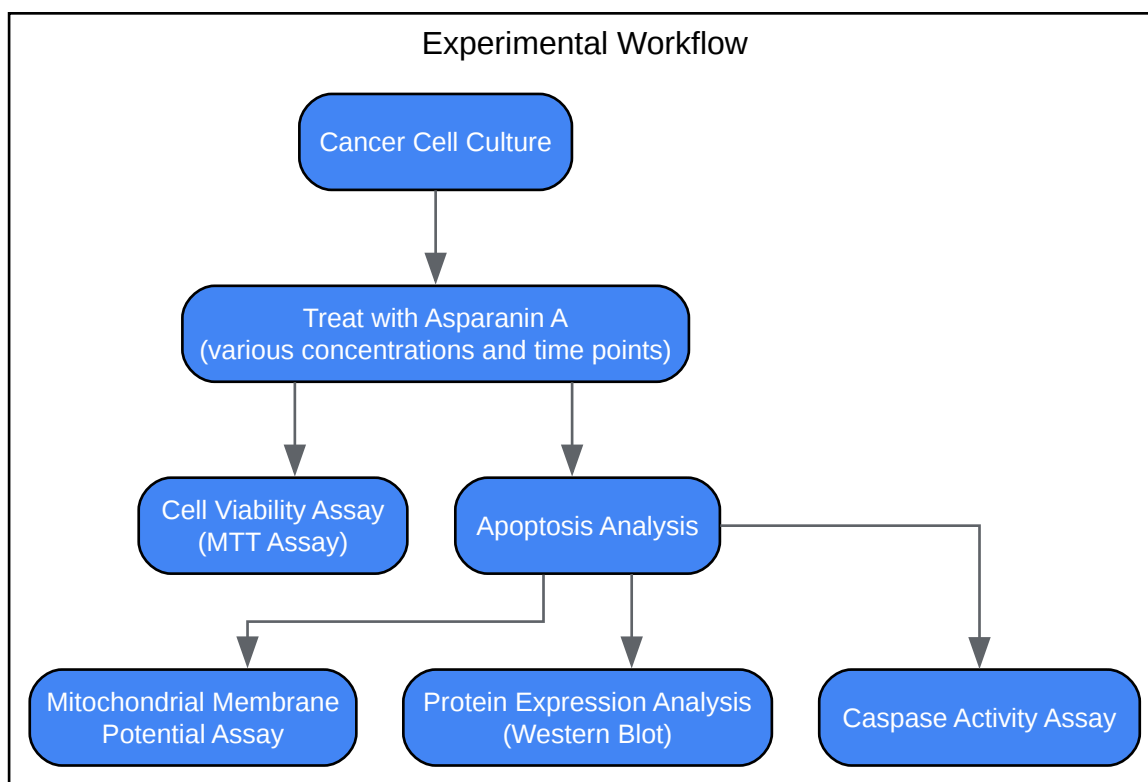 Experimental Workflow
Cancer Cell Culture
Treat with Asparanin A
(various concentrations and time points)
Cell Viability Assay
(MTT Assay)
Apoptosis Analysis
Mitochondrial Membrane
Potential Assay
Protein Expression Analysis
(Western Blot)
Caspase Activity Assay